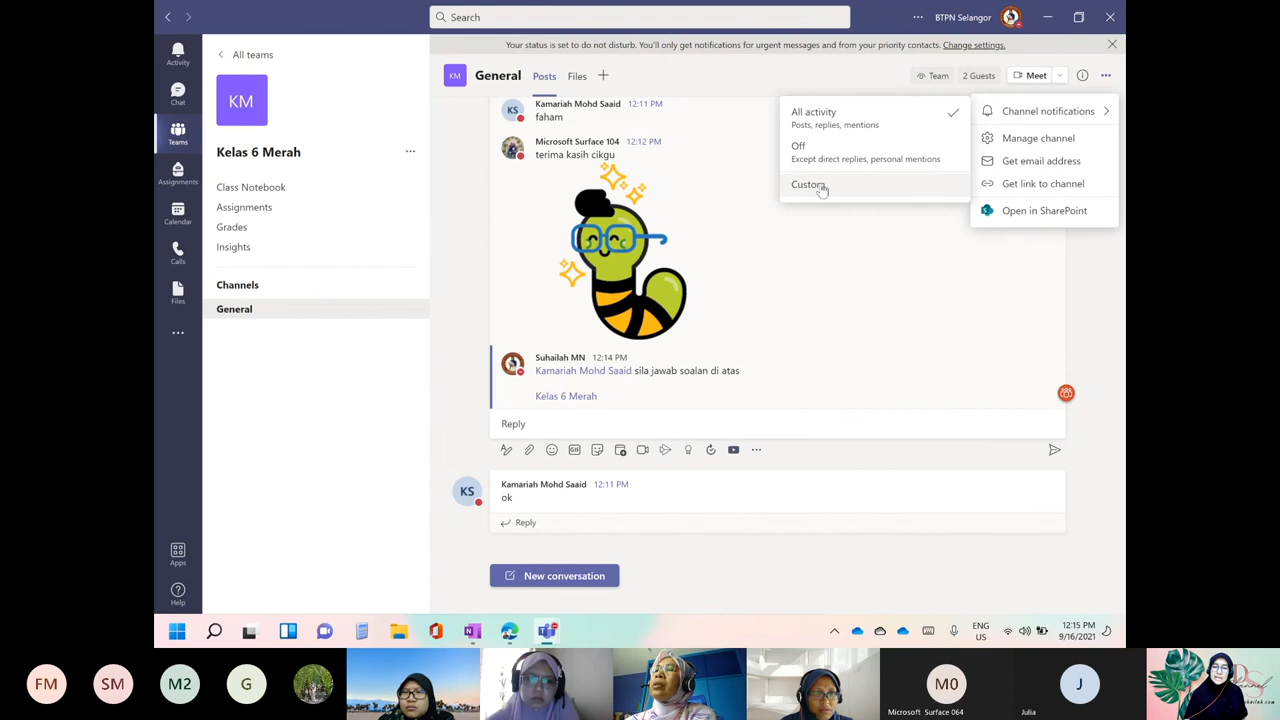 Search
BTPN Selangor
Your status is set to do not disturb. You'll only get notifications for urgent messages and from your priority contacts. Change settings.
Activity
Chat
Teams
Assignments
Calendar
Calls
Files
Apps
Help
All teams
KM
Kelas 6 Merah
Class Notebook
Assignments
Grades
Insights
Channels
General
KM
General
Posts
Files
Team
2 Guests
Meet
KS
Kamariah Mohd Saaid 12:11 PM
faham
Microsoft Surface 104 12:12 PM
terima kasih cikgu
All activity
Posts, replies, mentions
Off
Except direct replies, personal mentions
Custom
Channel notifications
Manage channel
Get email address
Get link to channel
Open in SharePoint
Suhailah MN 12:14 PM
Kamariah Mohd Saaid sila jawab soalan di atas
Kelas 6 Merah
Reply
GIF
KS
Kamariah Mohd Saaid 12:11 PM
ok
Reply
New conversation
ENG
US
12:15 PM
9/16/2021
FM
SM
M2
G
M0
Microsoft Surface 064
J
Julia